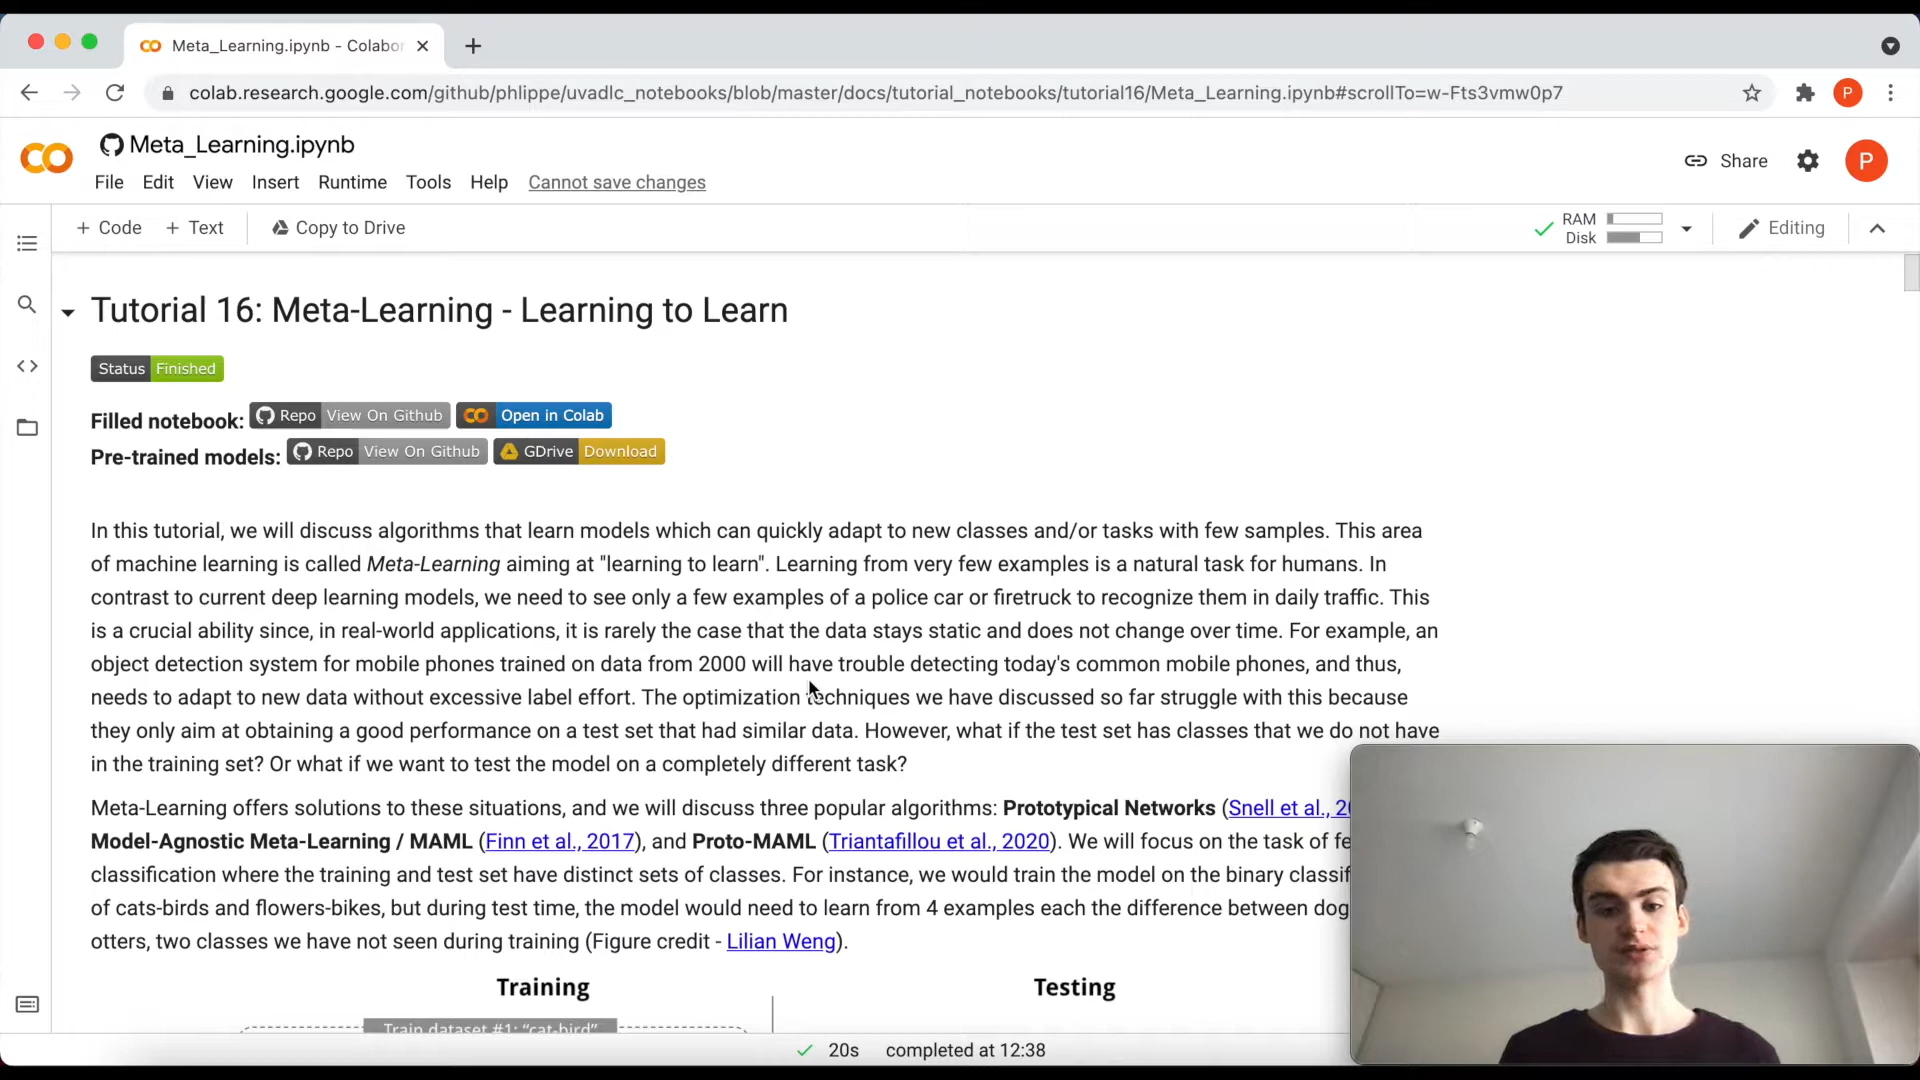 Meta_Learning.ipynb - Colabor
colab.research.google.com/github/phlippe/uvadlc_notebooks/blob/master/docs/tutorial_notebooks/tutorial16/Meta_Learning.ipynb#scrollTo=w-Fts3vmw0p7
P
Meta_Learning.ipynb
Share
P
File Edit View Insert Runtime Tools Help Cannot save changes
+ Code + Text Copy to Drive
RAM
Disk
Editing
Tutorial 16: Meta-Learning - Learning to Learn
Status Finished
Filled notebook: Repo View On Github Open in Colab
Pre-trained models: Repo View On Github GDrive Download
In this tutorial, we will discuss algorithms that learn models which can quickly adapt to new classes and/or tasks with few samples. This area
of machine learning is called Meta-Learning aiming at "learning to learn". Learning from very few examples is a natural task for humans. In
contrast to current deep learning models, we need to see only a few examples of a police car or firetruck to recognize them in daily traffic. This
is a crucial ability since, in real-world applications, it is rarely the case that the data stays static and does not change over time. For example, an
object detection system for mobile phones trained on data from 2000 will have trouble detecting today's common mobile phones, and thus,
needs to adapt to new data without excessive label effort. The optimization techniques we have discussed so far struggle with this because
they only aim at obtaining a good performance on a test set that had similar data. However, what if the test set has classes that we do not have
in the training set? Or what if we want to test the model on a completely different task?
Meta-Learning offers solutions to these situations, and we will discuss three popular algorithms: Prototypical Networks (Snell et al., 2
Model-Agnostic Meta-Learning / MAML (Finn et al., 2017), and Proto-MAML (Triantafillou et al., 2020). We will focus on the task of fe
classification where the training and test set have distinct sets of classes. For instance, we would train the model on the binary classif
of cats-birds and flowers-bikes, but during test time, the model would need to learn from 4 examples each the difference between dog
otters, two classes we have not seen during training (Figure credit - Lilian Weng).
Training Testing
Train dataset #1: "cat-bird"
20s completed at 12:38